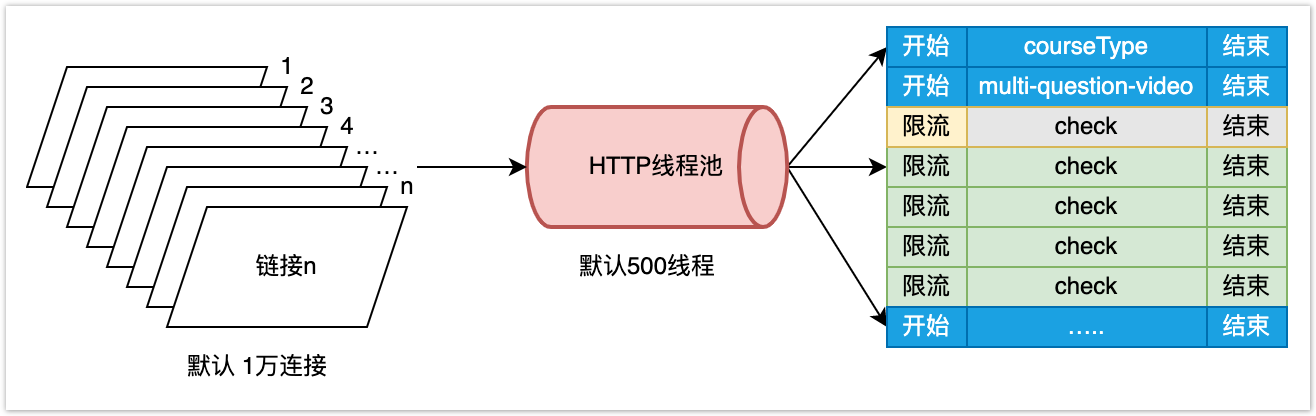 1
2
3
4
...
...
n
链接n
默认 1万连接
HTTP线程池
默认500线程
开始 courseType 结束
开始 multi-question-video 结束
限流 check 结束
限流 check 结束
限流 check 结束
限流 check 结束
限流 check 结束
开始 ..... 结束